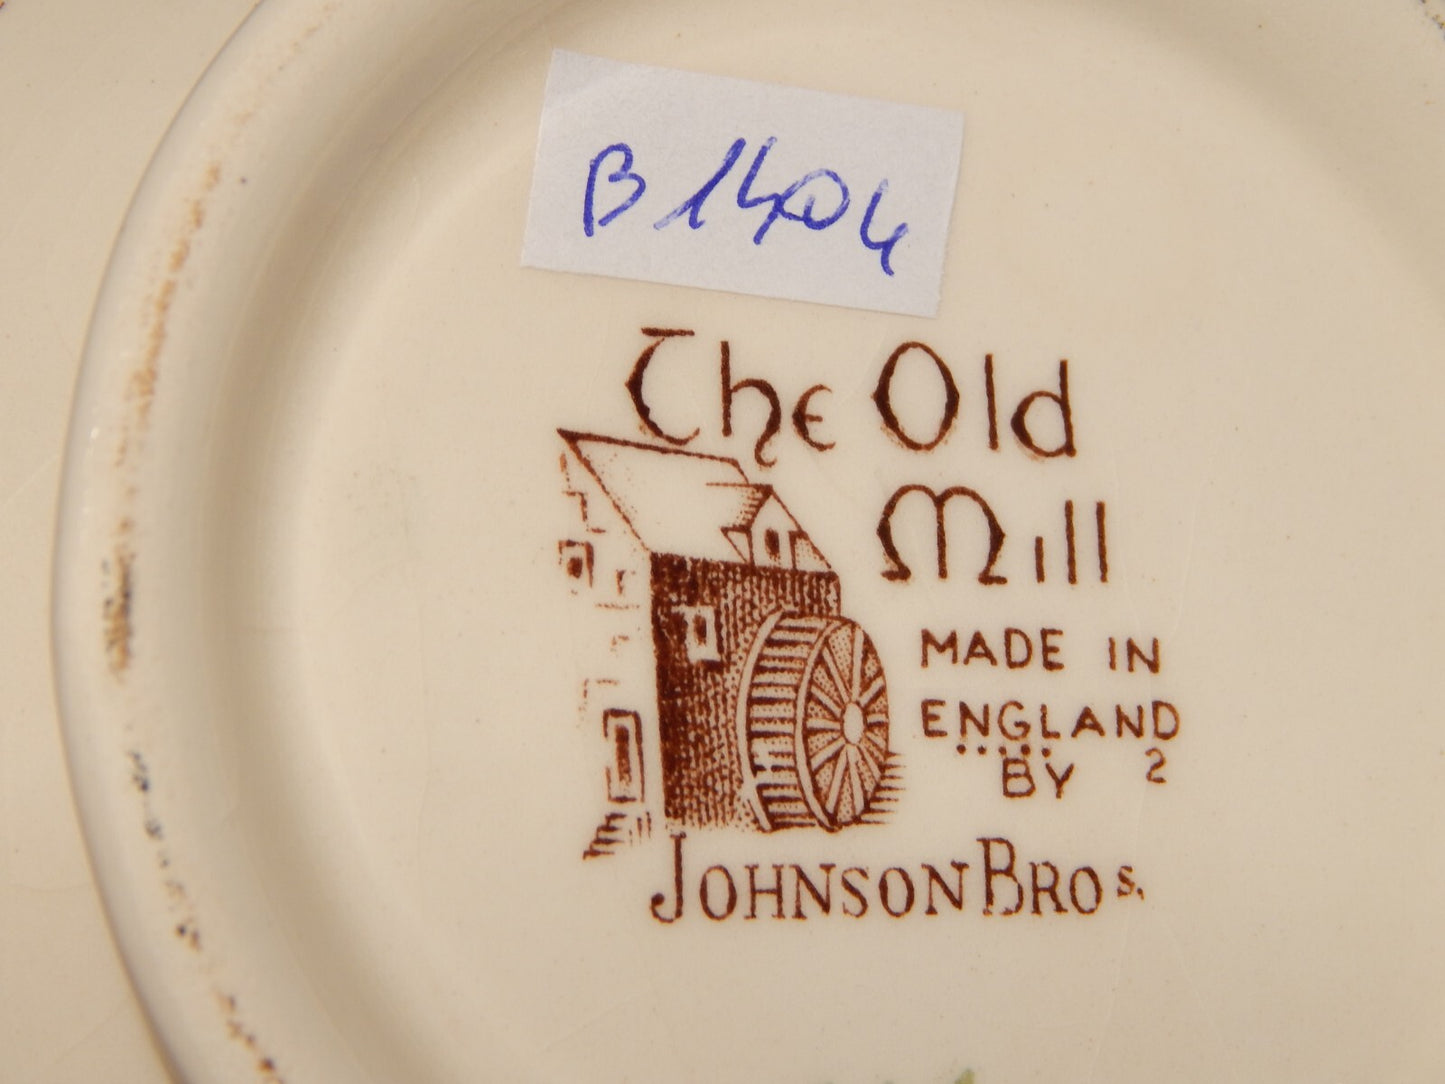 B1404
The Old
Mill
MADE IN
ENGLAND
BY 2
JOHNSON BROS.